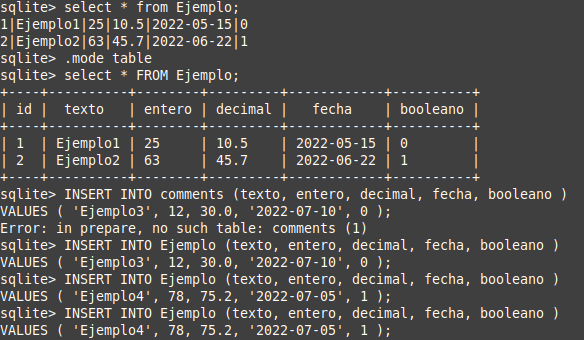 sqlite> select * from Ejemplo;
1|Ejemplo1|25|10.5|2022-05-15|0
2|Ejemplo2|63|45.7|2022-06-22|1
sqlite> .mode table
sqlite> select * FROM Ejemplo;
+----+----------+--------+---------+------------+----------+
| id |  texto   | entero | decimal |   fecha    | booleano |
+----+----------+--------+---------+------------+----------+
| 1  | Ejemplo1 | 25     | 10.5    | 2022-05-15 | 0        |
| 2  | Ejemplo2 | 63     | 45.7    | 2022-06-22 | 1        |
+----+----------+--------+---------+------------+----------+
sqlite> INSERT INTO comments (texto, entero, decimal, fecha, booleano )
VALUES ( 'Ejemplo3', 12, 30.0, '2022-07-10', 0 );
Error: in prepare, no such table: comments (1)
sqlite> INSERT INTO Ejemplo (texto, entero, decimal, fecha, booleano )
VALUES ( 'Ejemplo3', 12, 30.0, '2022-07-10', 0 );
sqlite> INSERT INTO Ejemplo (texto, entero, decimal, fecha, booleano )
VALUES ( 'Ejemplo4', 78, 75.2, '2022-07-05', 1 );
sqlite> INSERT INTO Ejemplo (texto, entero, decimal, fecha, booleano )
VALUES ( 'Ejemplo4', 78, 75.2, '2022-07-05', 1 );